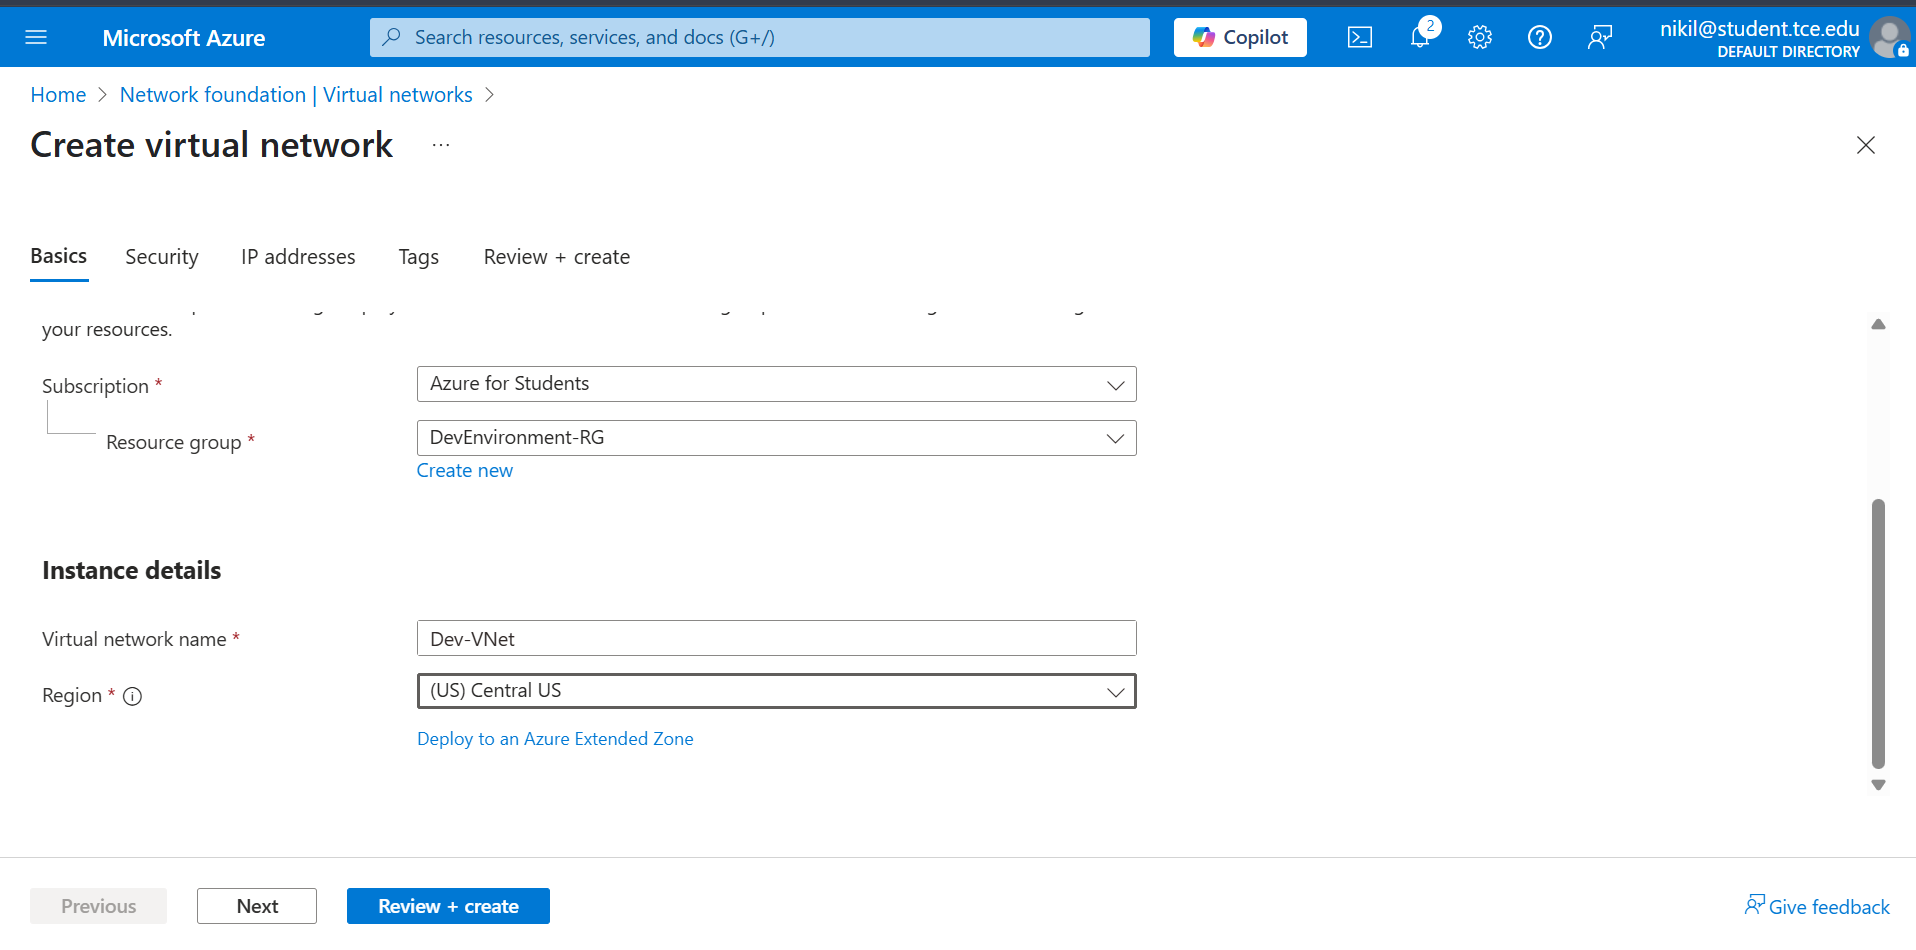 Microsoft Azure
Search resources, services, and docs (G+/)
Copilot
2
nikil@student.tce.edu
DEFAULT DIRECTORY
Home > Network foundation | Virtual networks >
Create virtual network ...
Basics Security IP addresses Tags Review + create
your resources.
Subscription *
Azure for Students
Resource group *
DevEnvironment-RG
Create new
Instance details
Virtual network name *
Dev-VNet
Region *
(US) Central US
Deploy to an Azure Extended Zone
Previous Next Review + create
Give feedback